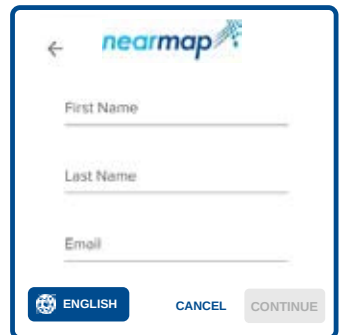 nearmap
First Name
Last Name
Email
ENGLISH CANCEL CONTINUE